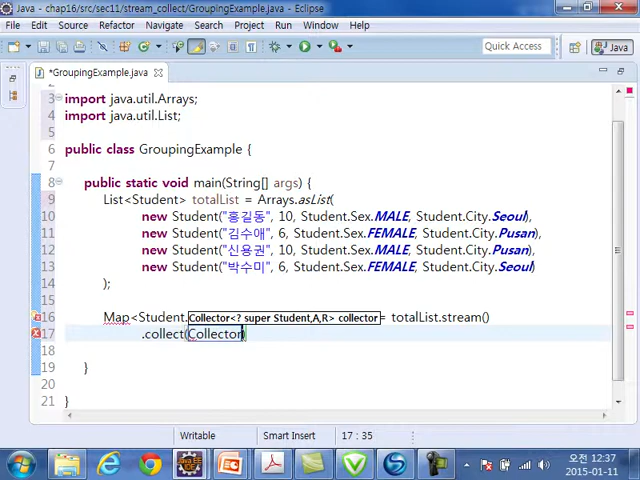 Java - chap16/src/sec11/stream_collect/GroupingExample.java - Eclipse
File Edit Source Refactor Navigate Search Project Run Window Help
Quick Access Java
*GroupingExample.java
3 import java.util.Arrays;
4 import java.util.List;
5
6 public class GroupingExample {
7
8 public static void main(String[] args) {
9 List<Student> totalList = Arrays.asList(
10 new Student("홍길동", 10, Student.Sex.MALE, Student.City.Seoul),
11 new Student("김수애", 6, Student.Sex.FEMALE, Student.City.Pusan),
12 new Student("신용권", 10, Student.Sex.MALE, Student.City.Pusan),
13 new Student("박수미", 6, Student.Sex.FEMALE, Student.City.Seoul)
14 );
15
16 Map<Student. Collector<? super Student,A,R> collector = totalList.stream()
17 .collect(Collector)
18
19 }
20
21 }
Writable Smart Insert 17 : 35
오전 12:37
2015-01-11